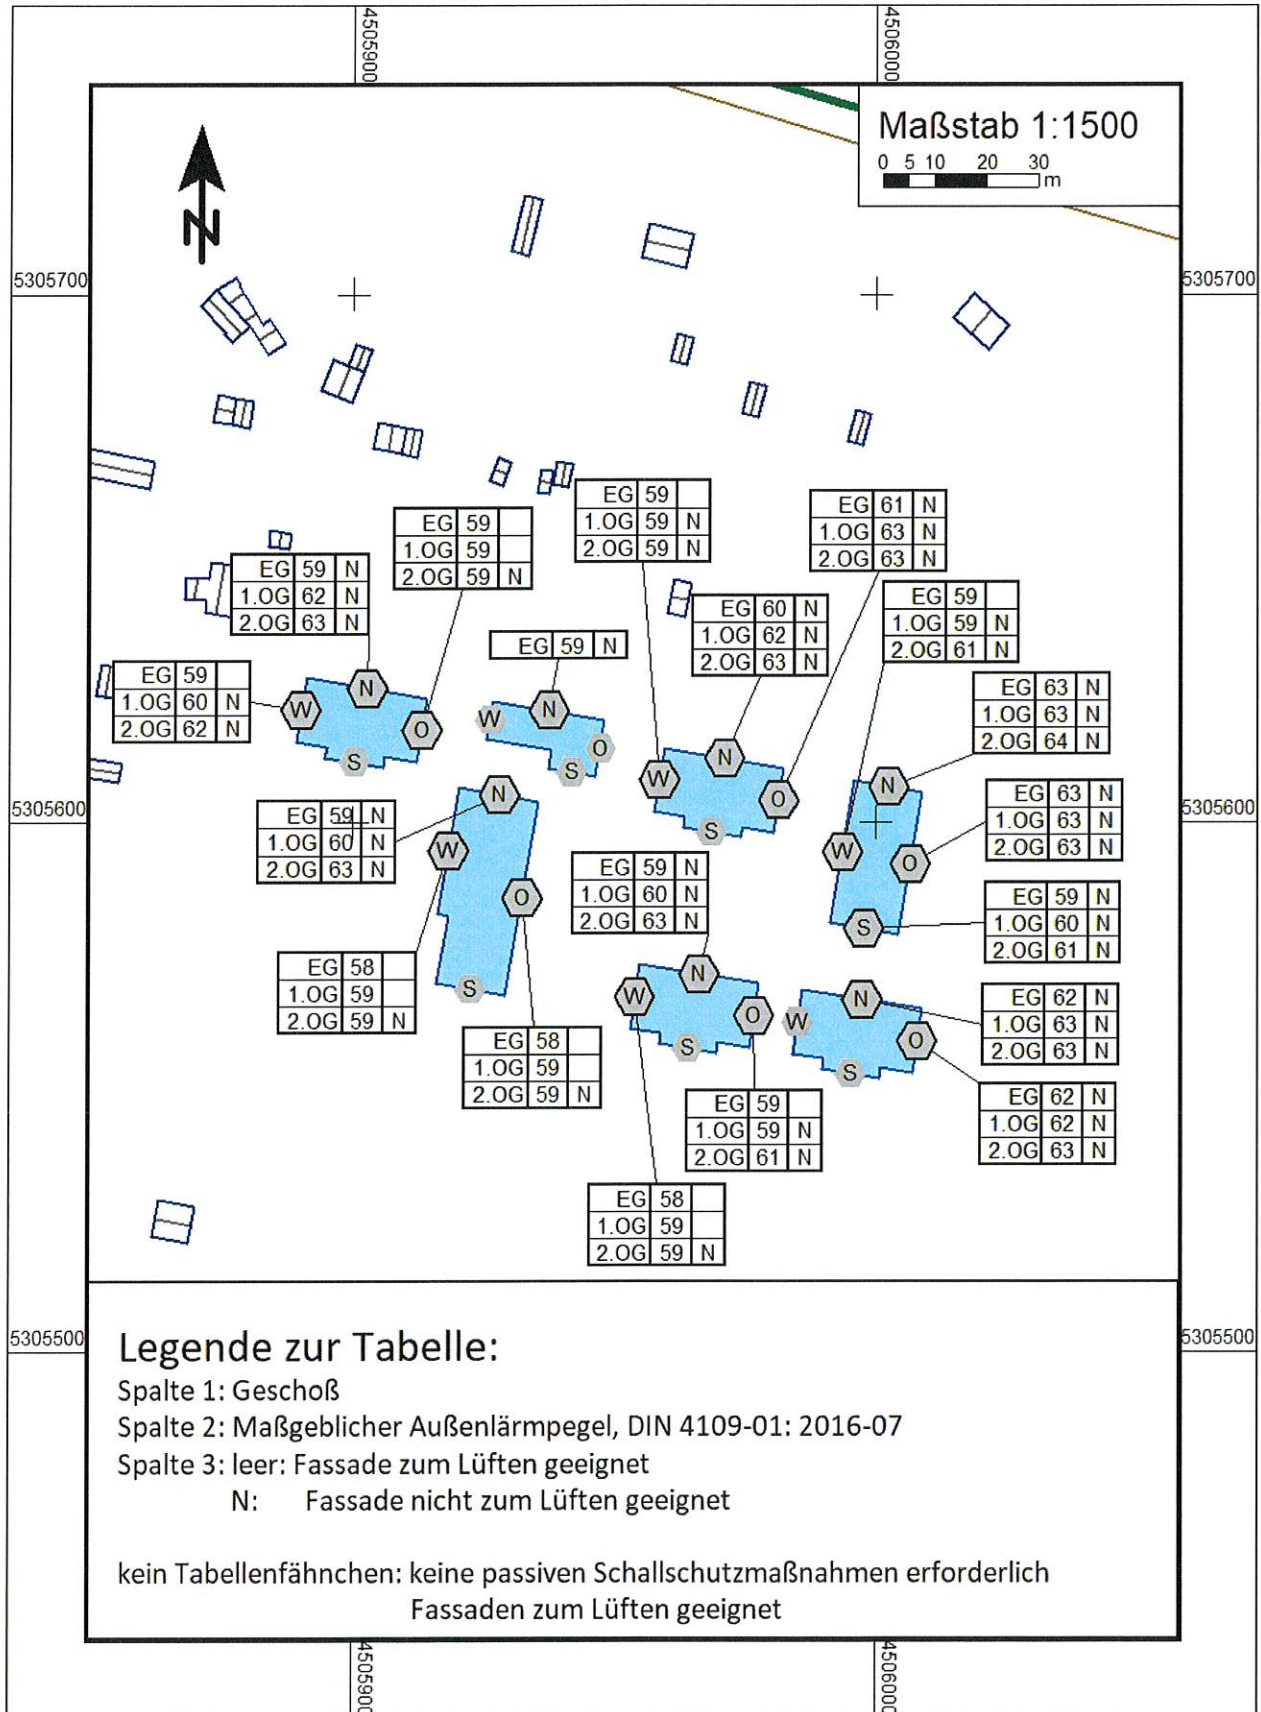 4505900
4506000
Maßstab 1:1500
0 5 10 20 30
m
N
5305700
5305700
EG 59
1.OG 59 N
2.OG 59 N
EG 61 N
1.OG 63 N
2.OG 63 N
EG 59
1.OG 59
2.OG 59 N
EG 59 N
1.OG 62 N
2.OG 63 N
EG 59
1.OG 59 N
2.OG 61 N
EG 60 N
1.OG 62 N
2.OG 63 N
EG 59 N
EG 59
1.OG 60 N
2.OG 62 N
EG 63 N
1.OG 63 N
2.OG 64 N
N
W
O
S
N
W
O
S
N
W
O
S
N
W
O
S
5305600
5305600
EG 63 N
1.OG 63 N
2.OG 63 N
EG 59 N
1.OG 60 N
2.OG 63 N
N
W
O
S
EG 59 N
1.OG 60 N
2.OG 63 N
EG 59 N
1.OG 60 N
2.OG 61 N
EG 58
1.OG 59
2.OG 59 N
N
W
O
S
N
W
O
S
EG 62 N
1.OG 63 N
2.OG 63 N
EG 58
1.OG 59
2.OG 59 N
EG 59
1.OG 59 N
2.OG 61 N
EG 62 N
1.OG 62 N
2.OG 63 N
EG 58
1.OG 59
2.OG 59 N
5305500
5305500
Legende zur Tabelle:
Spalte 1: Geschoß
Spalte 2: Maßgeblicher Außenlärmpegel, DIN 4109-01: 2016-07
Spalte 3: leer: Fassade zum Lüften geeignet
N: Fassade nicht zum Lüften geeignet
kein Tabellenfähnchen: keine passiven Schallschutzmaßnahmen erforderlich
Fassaden zum Lüften geeignet
4505900
4506000